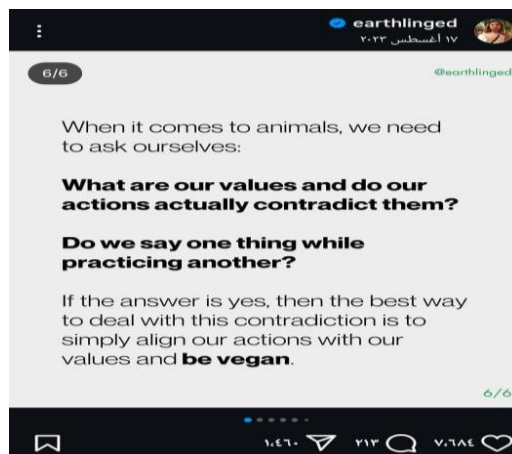 earthlinged
١٧ أغسطس ٢٠٢٣
6/6
@earthlinged
When it comes to animals, we need
to ask ourselves:
What are our values and do our
actions actually contradict them?
Do we say one thing while
practicing another?
If the answer is yes, then the best way
to deal with this contradiction is to
simply align our actions with our
values and be vegan.
6/6
١،٤٦٠ ٢١٣ ٧،٦٨٤